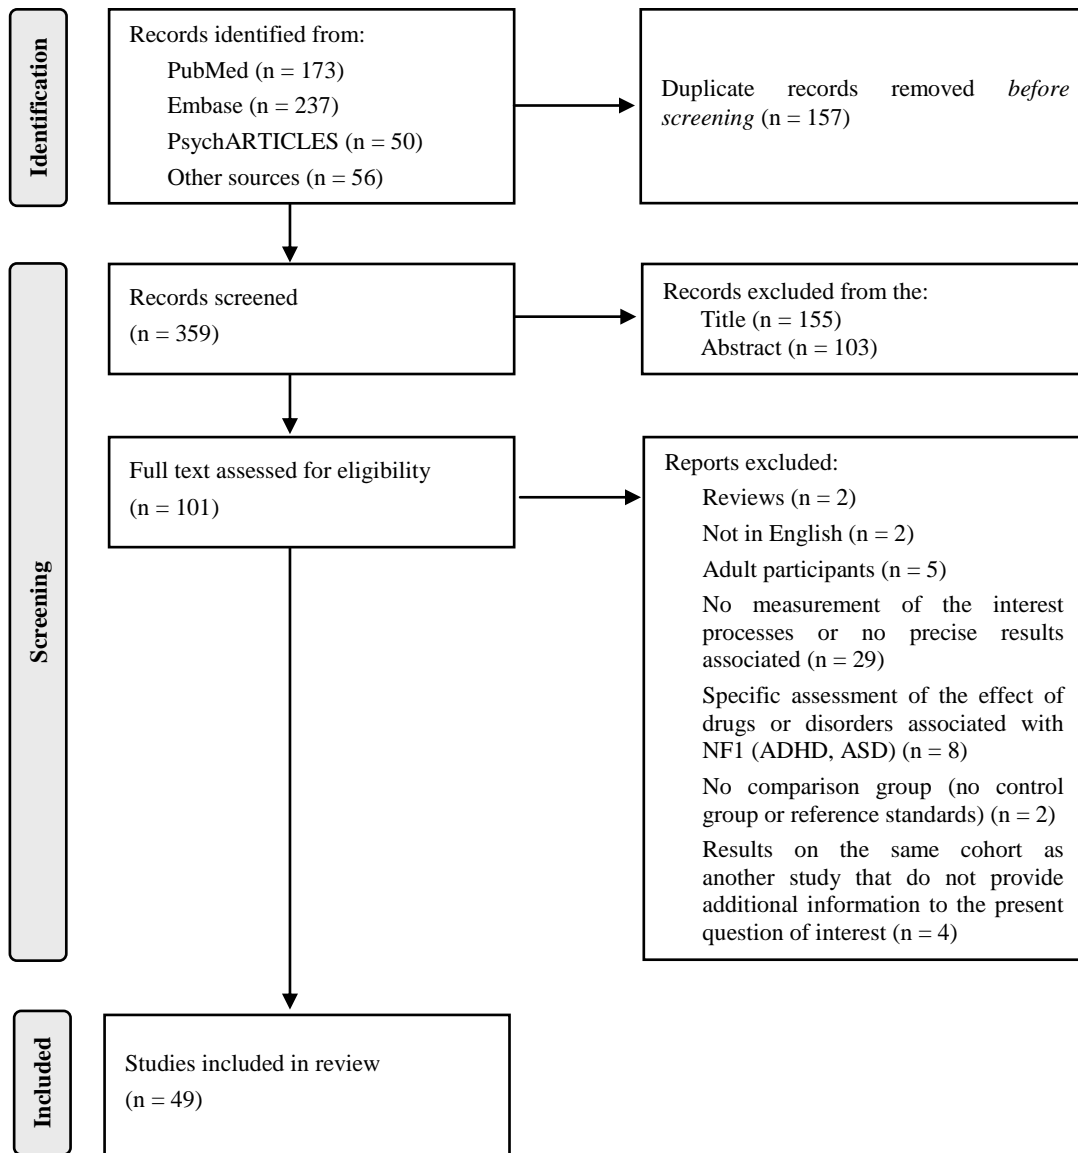 Identification
Records identified from:
PubMed (n = 173)
Embase (n = 237)
PsychARTICLES (n = 50)
Other sources (n = 56)
Duplicate records removed before
screening (n = 157)
Screening
Records screened
(n = 359)
Records excluded from the:
Title (n = 155)
Abstract (n = 103)
Full text assessed for eligibility
(n = 101)
Reports excluded:
Reviews (n = 2)
Not in English (n = 2)
Adult participants (n = 5)
No measurement of the interest
processes or no precise results
associated (n = 29)
Specific assessment of the effect of
drugs or disorders associated with
NF1 (ADHD, ASD) (n = 8)
No comparison group (no control
group or reference standards) (n = 2)
Results on the same cohort as
another study that do not provide
additional information to the present
question of interest (n = 4)
Included
Studies included in review
(n = 49)